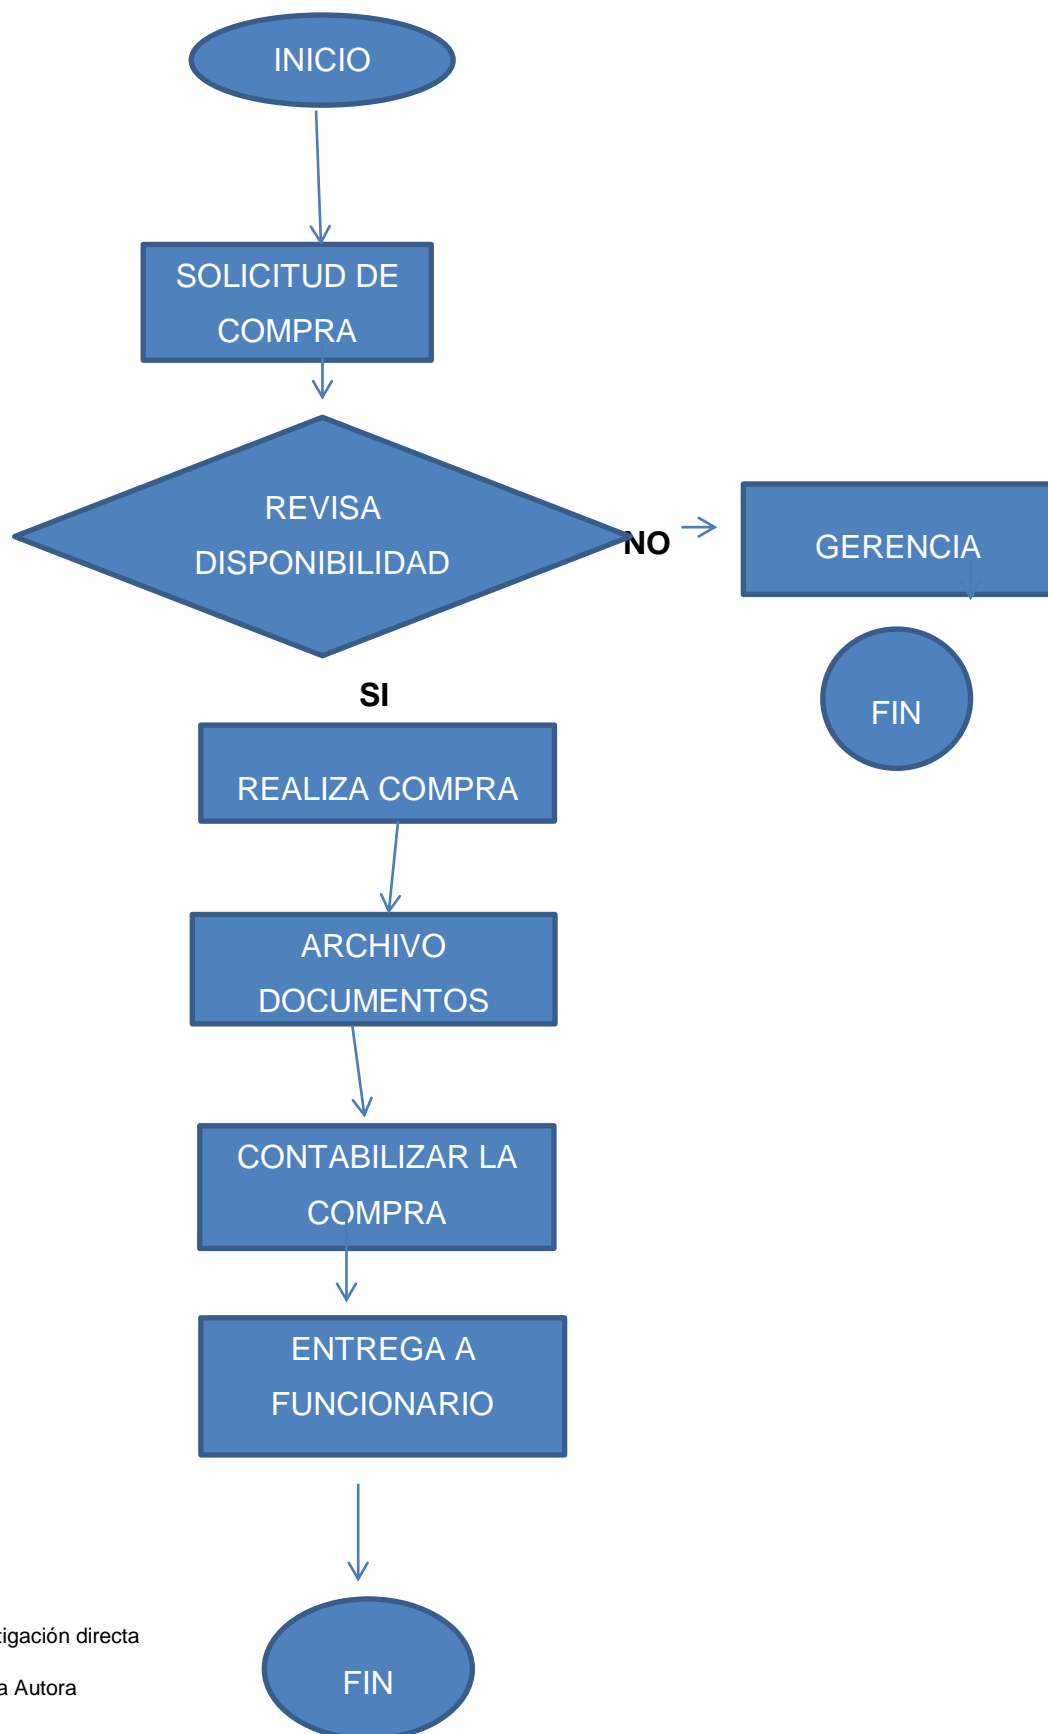 INICIO
SOLICITUD DE
COMPRA
REVISA
DISPONIBILIDAD
NO
GERENCIA
FIN
SI
REALIZA COMPRA
ARCHIVO
DOCUMENTOS
CONTABILIZAR LA
COMPRA
ENTREGA A
FUNCIONARIO
FIN
tigación directa
a Autora